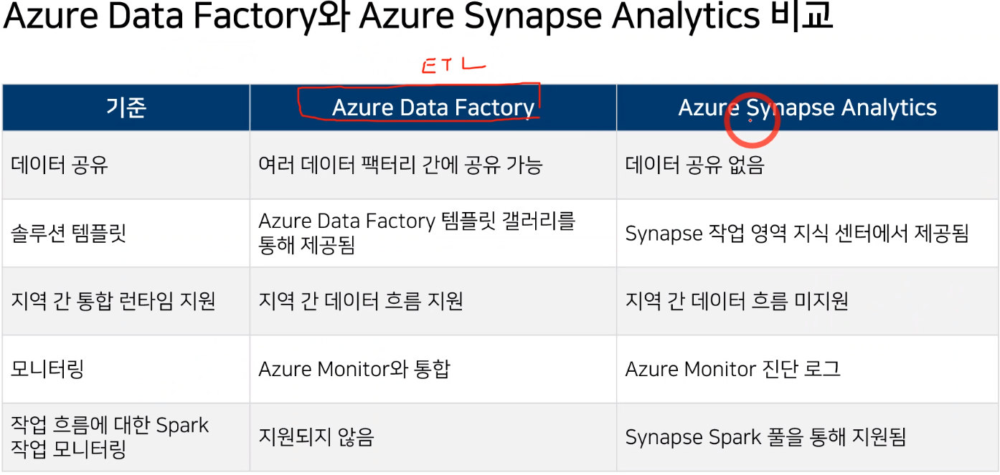 Azure Data Factory와 Azure Synapse Analytics 비교
ETL
기준 Azure Data Factory Azure Synapse Analytics
데이터 공유 여러 데이터 팩터리 간에 공유 가능 데이터 공유 없음
솔루션 템플릿 Azure Data Factory 템플릿 갤러리를
통해 제공됨 Synapse 작업 영역 지식 센터에서 제공됨
지역 간 통합 런타임 지원 지역 간 데이터 흐름 지원 지역 간 데이터 흐름 미지원
모니터링 Azure Monitor와 통합 Azure Monitor 진단 로그
작업 흐름에 대한 Spark
작업 모니터링 지원되지 않음 Synapse Spark 풀을 통해 지원됨